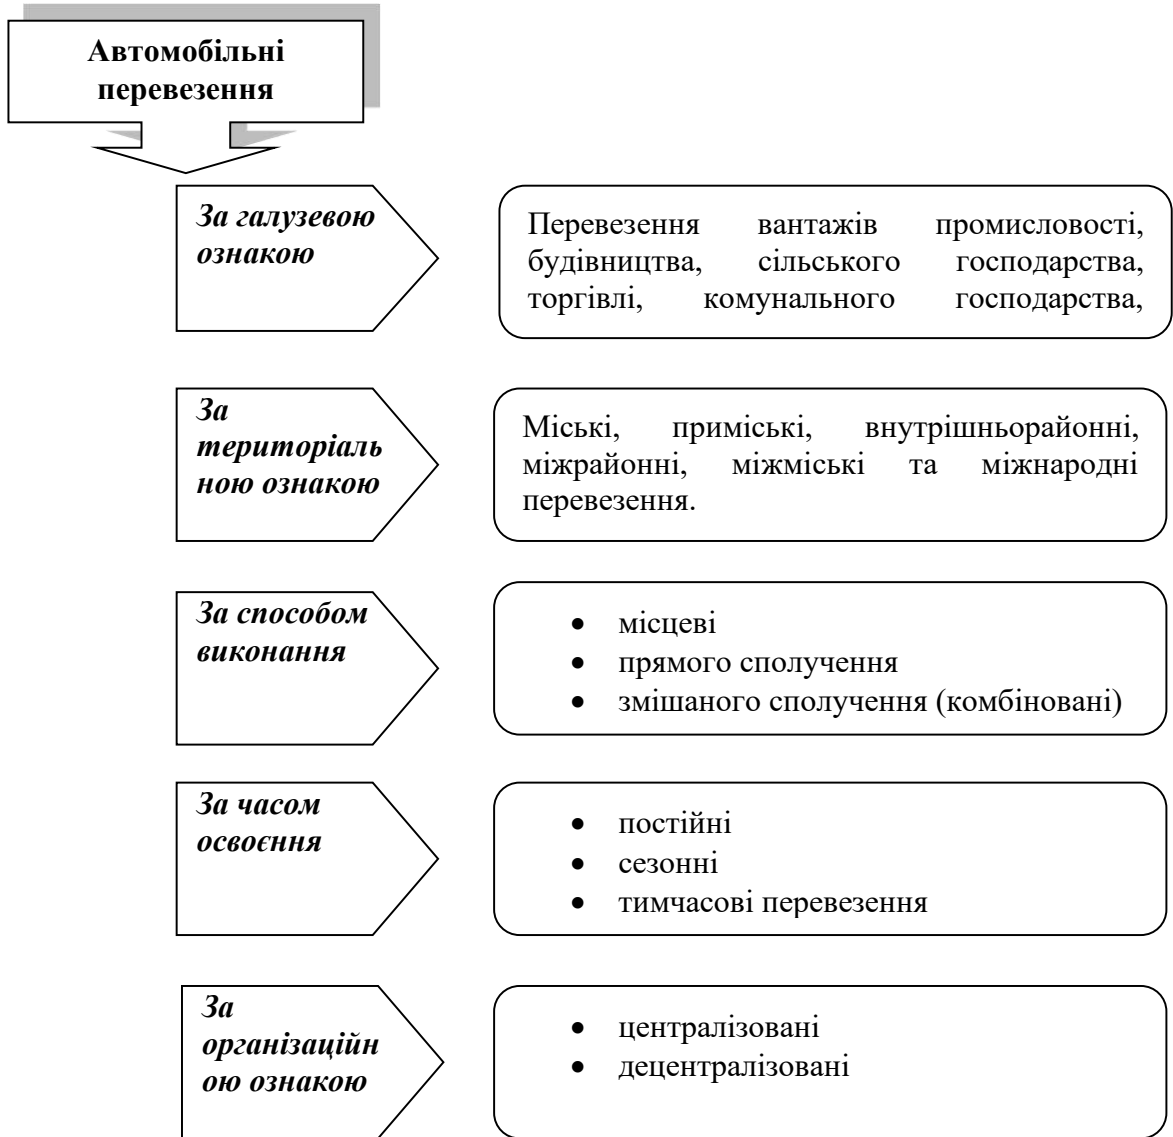 Автомобільні
перевезення
За галузевою
ознакою
Перевезення вантажів промисловості,
будівництва, сільського господарства,
торгівлі, комунального господарства,
За
територіаль
ною ознакою
Міські, приміські, внутрішньорайонні,
міжрайонні, міжміські та міжнародні
перевезення.
За способом
виконання
• місцеві
• прямого сполучення
• змішаного сполучення (комбіновані)
За часом
освоєння
• постійні
• сезонні
• тимчасові перевезення
За
організаційн
ою ознакою
• централізовані
• децентралізовані